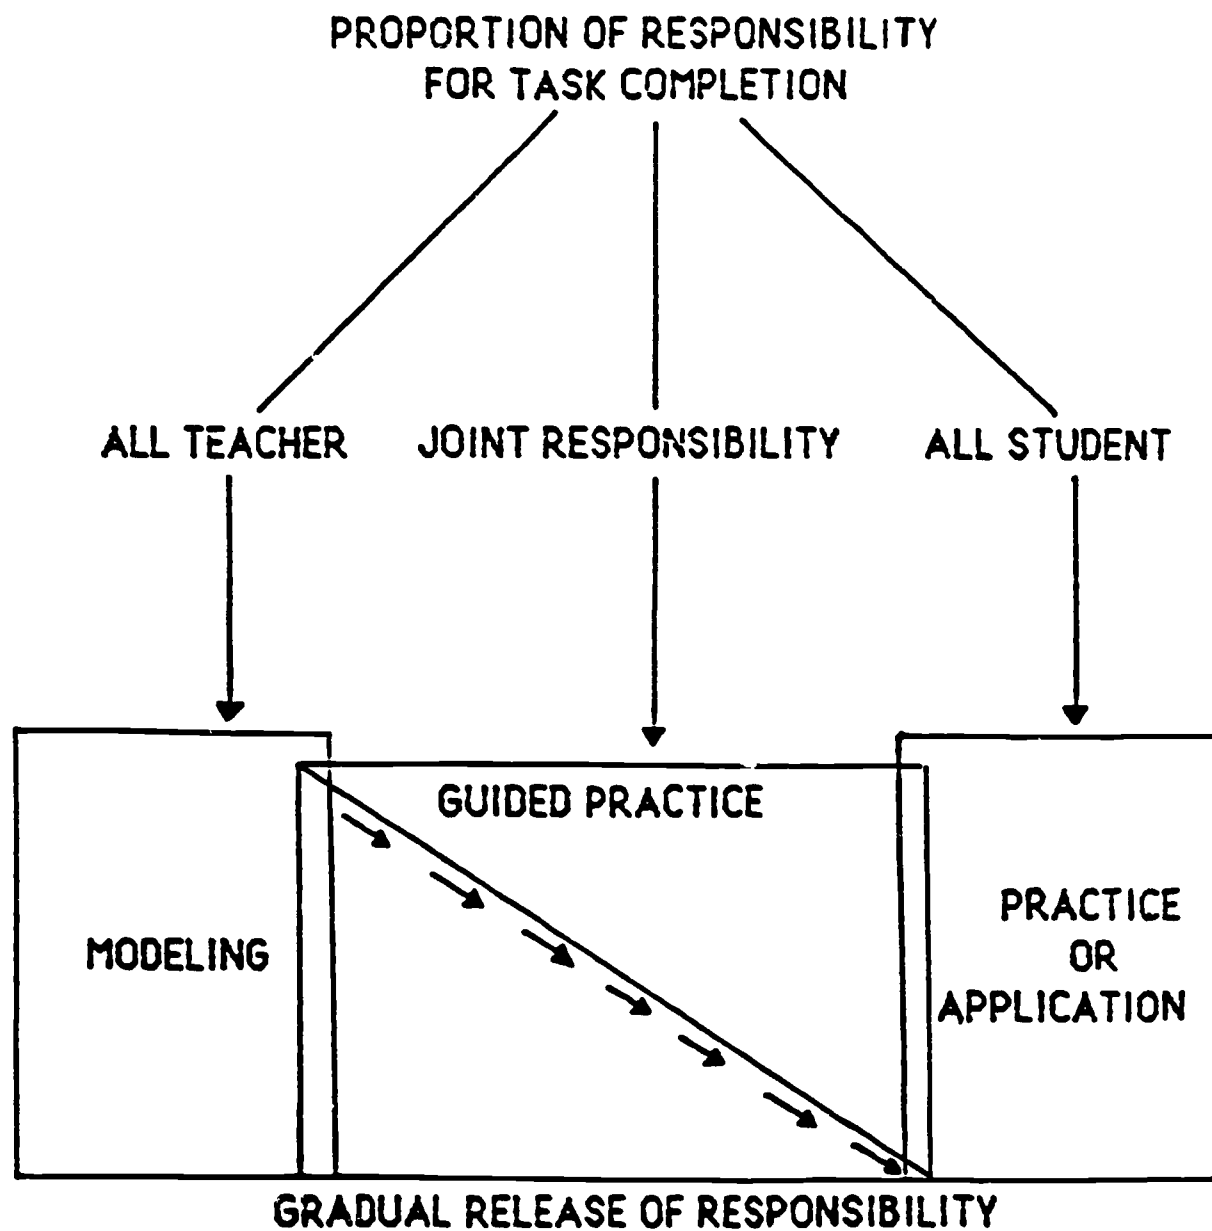 PROPORTION OF RESPONSIBILITY
FOR TASK COMPLETION
ALL TEACHER
JOINT RESPONSIBILITY
ALL STUDENT
GUIDED PRACTICE
MODELING
PRACTICE
OR
APPLICATION
GRADUAL RELEASE OF RESPONSIBILITY